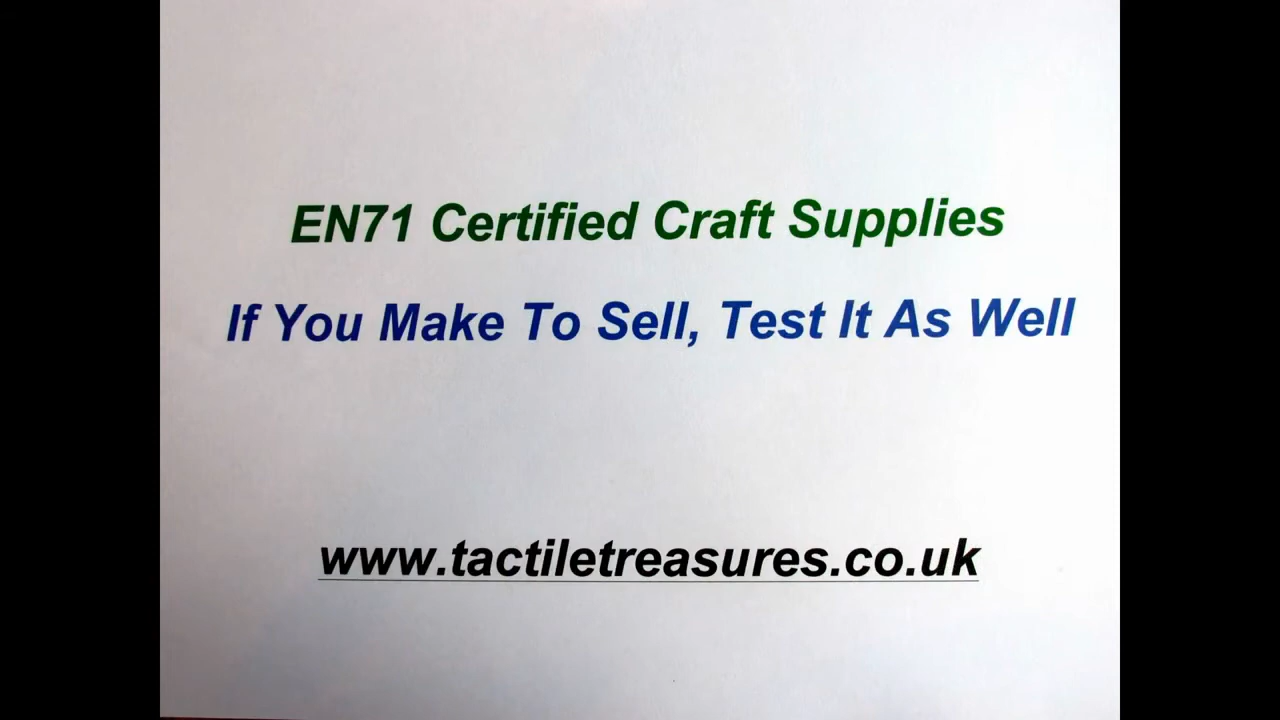 EN71 Certified Craft Supplies
If You Make To Sell, Test It As Well
www.tactiletreasures.co.uk